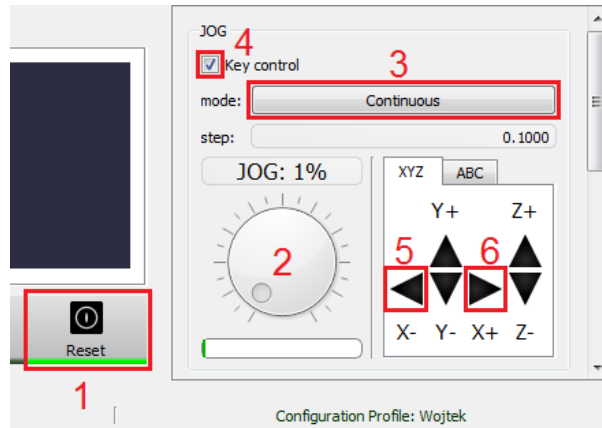 JOG
4
Key control
3
mode: Continuous
step: 0.1000
JOG: 1%
XYZ ABC
Y+ Z+
2
5 6
X- Y- X+ Z-
Reset
1
Configuration Profile: Wojtek